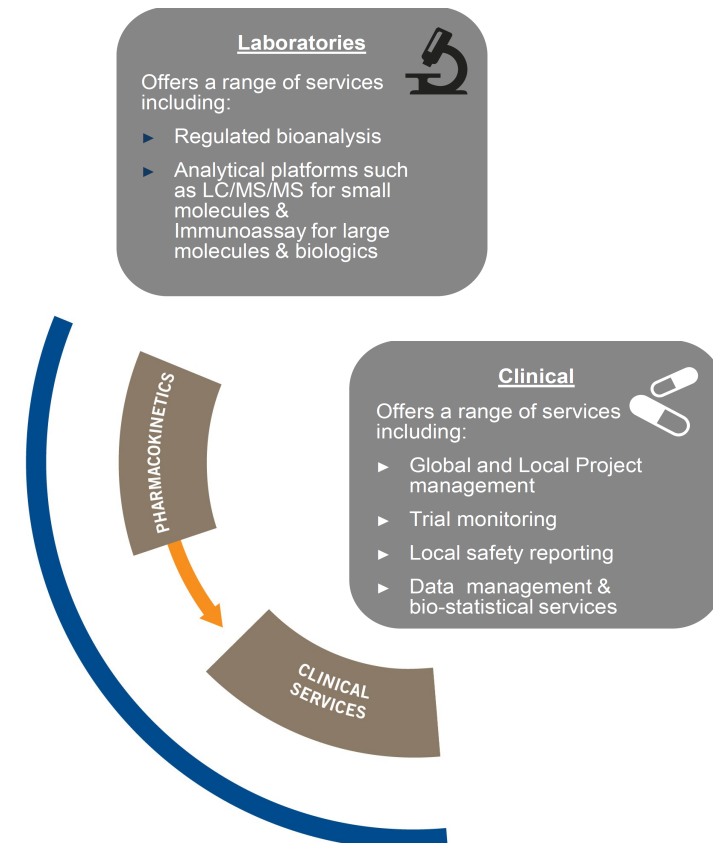 Laboratories
Offers a range of services
including:
► Regulated bioanalysis
► Analytical platforms such
as LC/MS/MS for small
molecules &
Immunoassay for large
molecules & biologics
PHARMACOKINETICS
Clinical
Offers a range of services
including:
► Global and Local Project
management
► Trial monitoring
► Local safety reporting
► Data management &
bio-statistical services
CLINICAL
SERVICES